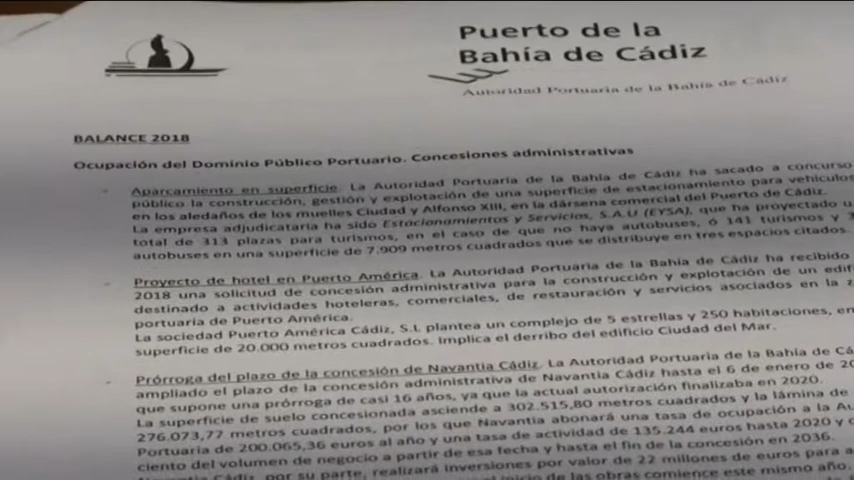 Puerto de la
Bahía de Cádiz
Autoridad Portuaria de la Bahía de Cádiz
BALANCE 2018
Ocupación del Dominio Público Portuario. Concesiones administrativas
- Aparcamiento en superficie. La Autoridad Portuaria de la Bahía de Cádiz ha sacado a concurso
público la construcción, gestión y explotación de una superficie de estacionamiento para vehículos
en los aledaños de los muelles Ciudad y Alfonso XIII, en la dársena comercial del Puerto de Cádiz.
La empresa adjudicataria ha sido Estacionamientos y Servicios, S.A.U (EYSA), que ha proyectado u
total de 313 plazas para turismos, en el caso de que no haya autobuses, ó 141 turismos y 3
autobuses en una superficie de 7.909 metros cuadrados que se distribuye en tres espacios citados.
- Proyecto de hotel en Puerto América. La Autoridad Portuaria de la Bahía de Cádiz ha recibido
2018 una solicitud de concesión administrativa para la construcción y explotación de un edifi
destinado a actividades hoteleras, comerciales, de restauración y servicios asociados en la z
portuaria de Puerto América.
La sociedad Puerto América Cádiz, S.L plantea un complejo de 5 estrellas y 250 habitaciones, en
superficie de 20.000 metros cuadrados. Implica el derribo del edificio Ciudad del Mar.
- Prórroga del plazo de la concesión de Navantia Cádiz. La Autoridad Portuaria de la Bahía de Cá
ampliado el plazo de la concesión administrativa de Navantia Cádiz hasta el 6 de enero de 20
que supone una prórroga de casi 16 años, ya que la actual autorización finalizaba en 2020.
La superficie de suelo concesionada asciende a 302.515,80 metros cuadrados y la lámina de
276.073,77 metros cuadrados, por los que Navantia abonará una tasa de ocupación a la Au
Portuaria de 200.065,36 euros al año y una tasa de actividad de 135.244 euros hasta 2020 y
ciento del volumen de negocio a partir de esa fecha y hasta el fin de la concesión en 2036.
Navantia Cádiz, por su parte, realizará inversiones por valor de 22 millones de euros para a
el inicio de las obras comience este mismo año,